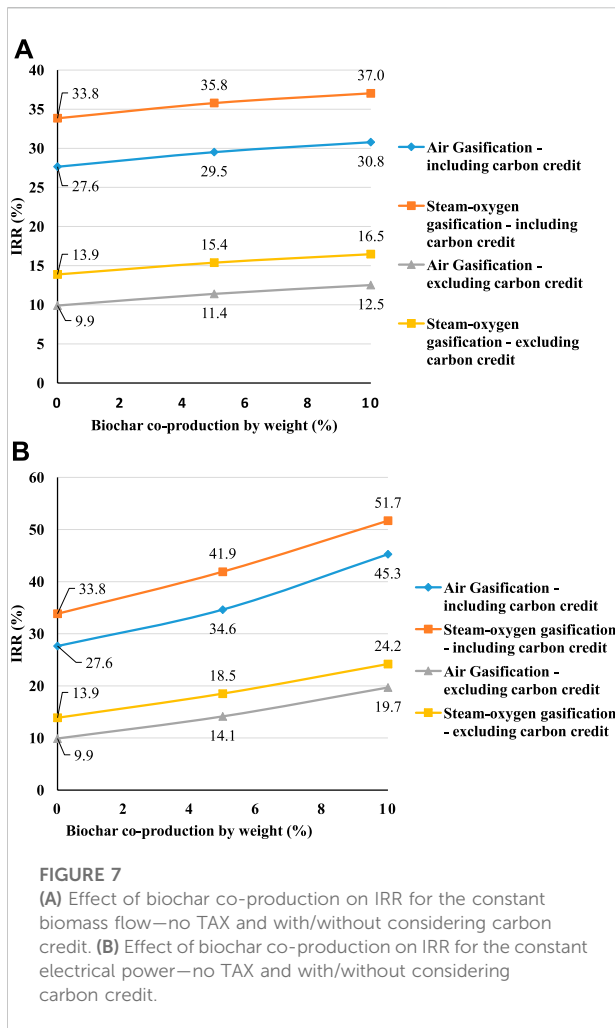 A
40
35
30
25
20
15
10
5
0
IRR (%)
33.8
35.8
37.0
27.6
29.5
30.8
13.9
15.4
16.5
9.9
11.4
12.5
0 2 4 6 8 10
Biochar co-production by weight (%)
Air Gasification -
including carbon credit
Steam-oxygen
gasification - including
carbon credit
Air Gasification -
excluding carbon credit
Steam-oxygen
gasification - excluding
carbon credit
B
60
50
40
30
20
10
0
IRR (%)
33.8
41.9
51.7
27.6
34.6
45.3
13.9
18.5
24.2
9.9
14.1
19.7
0 2 4 6 8 10
Biochar co-production by weight (%)
Air Gasification -
including carbon credit
Steam-oxygen gasification
- including carbon credit
Air Gasification -
excluding carbon credit
Steam-oxygen gasification
- excluding carbon credit
FIGURE 7
(A) Effect of biochar co-production on IRR for the constant
biomass flow—no TAX and with/without considering carbon
credit. (B) Effect of biochar co-production on IRR for the constant
electrical power—no TAX and with/without considering
carbon credit.